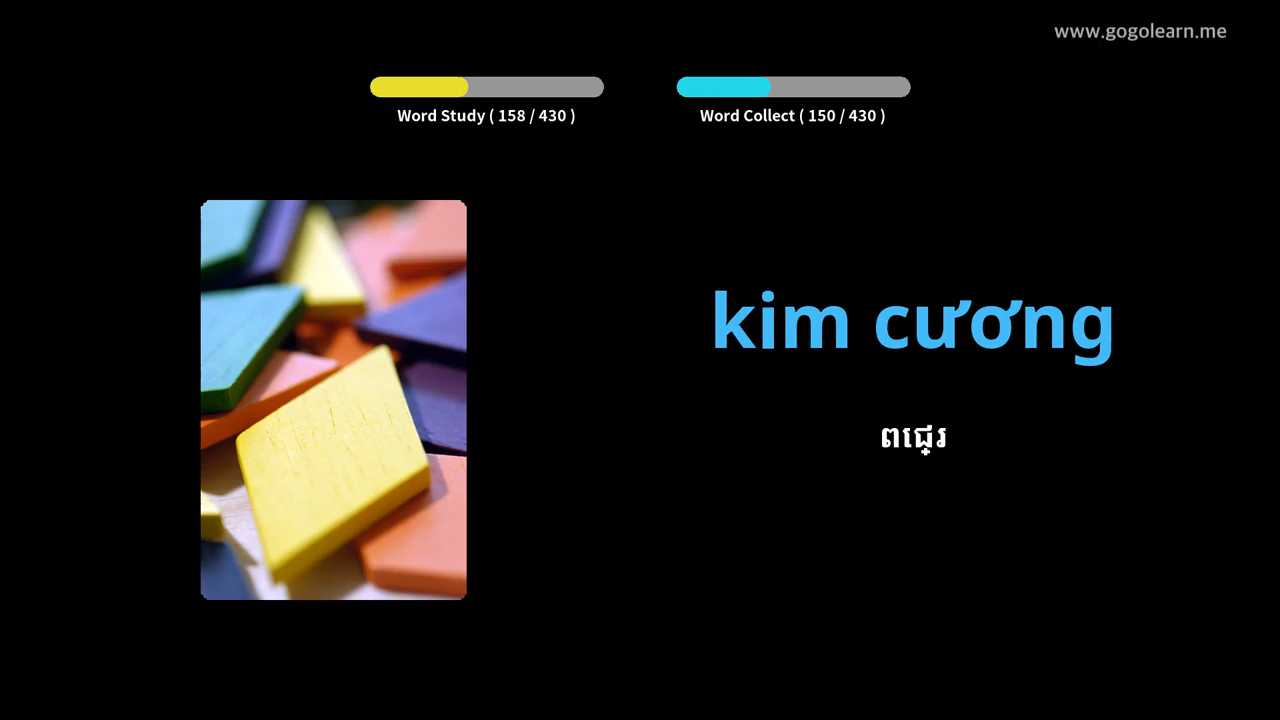 www.gogolearn.me
Word Study ( 158 / 430 )
Word Collect ( 150 / 430 )
kim cương
ពជ្រេ